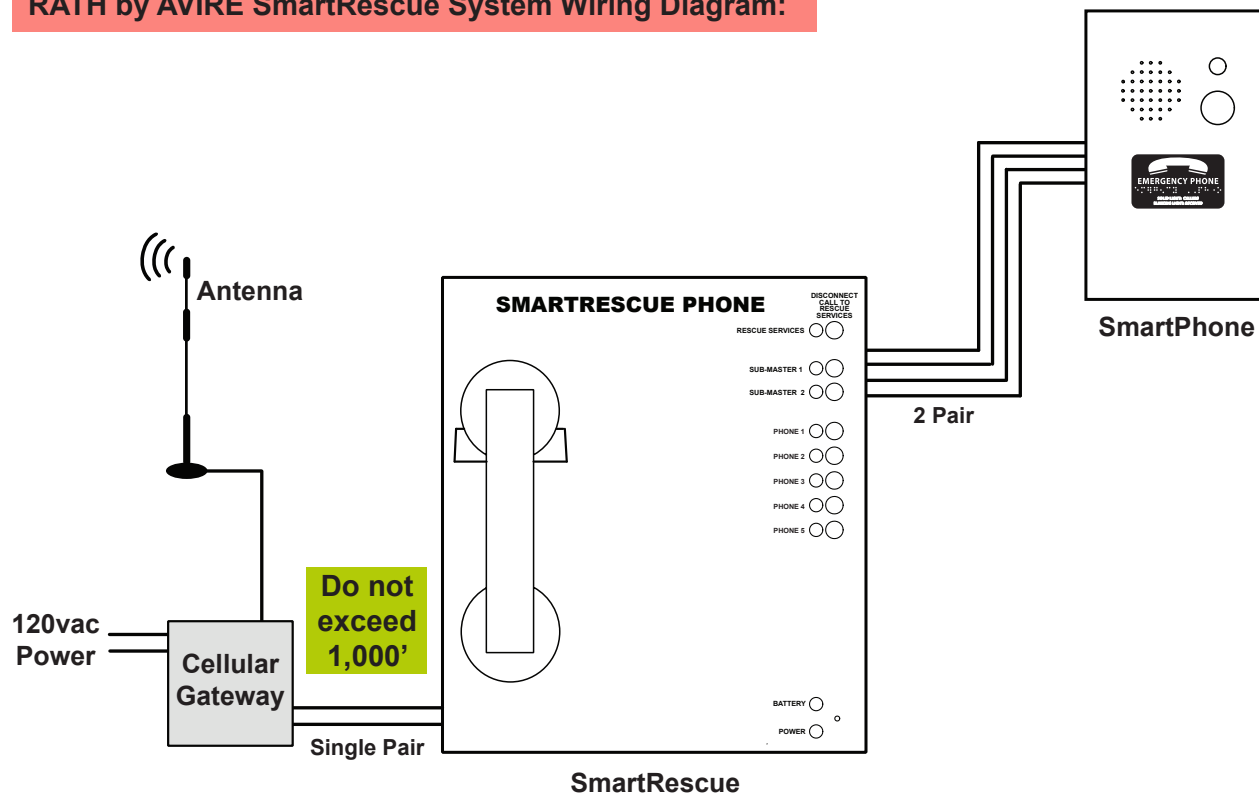 RATH by AVIRE SmartRescue System Wiring Diagram:
EMERGENCY PHONE
SmartPhone
Antenna
SMARTRESCUE PHONE
DISCONNECT
CALL TO
RESCUE
SERVICES
RESCUE SERVICES
SUB-MASTER 1
SUB-MASTER 2
2 Pair
PHONE 1
PHONE 2
PHONE 3
PHONE 4
PHONE 5
Do not
exceed
1,000’
120vac
Power
Cellular
Gateway
Single Pair
BATTERY
POWER
SmartRescue